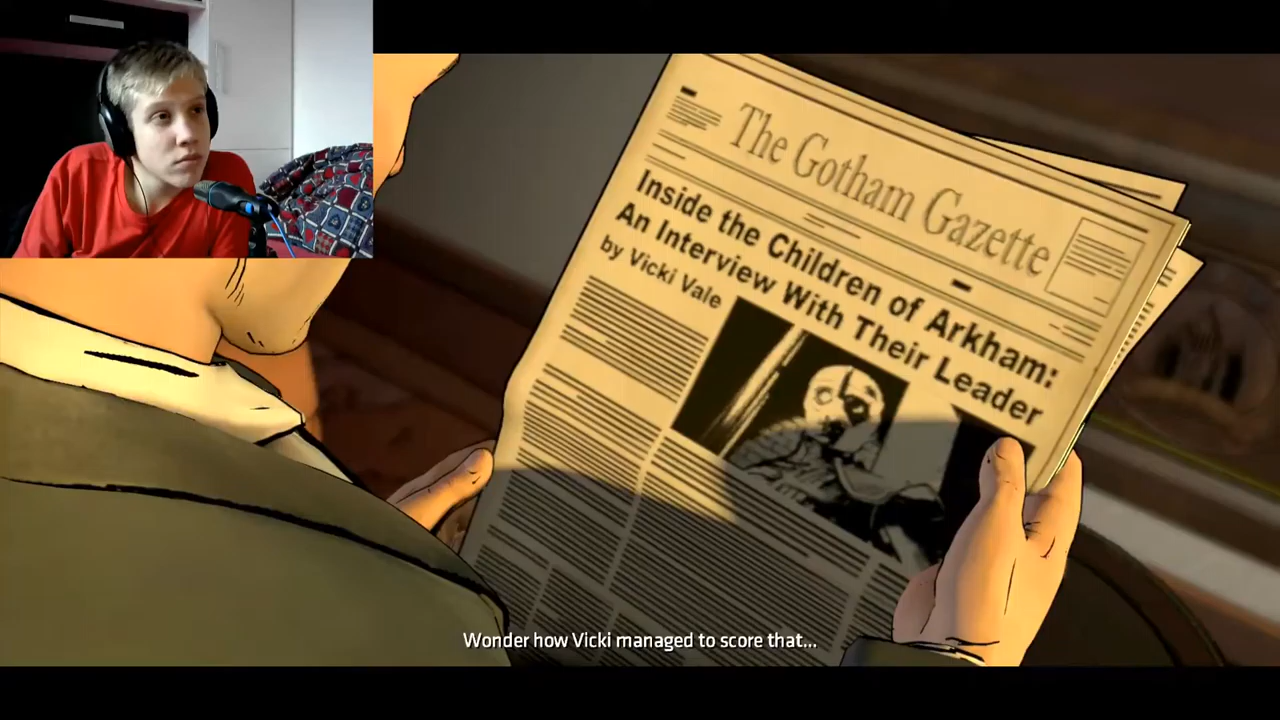 The Gotham Gazette
Inside the Children of Arkham:
An Interview With Their Leader
by Vicki Vale
Wonder how Vicki managed to score that...